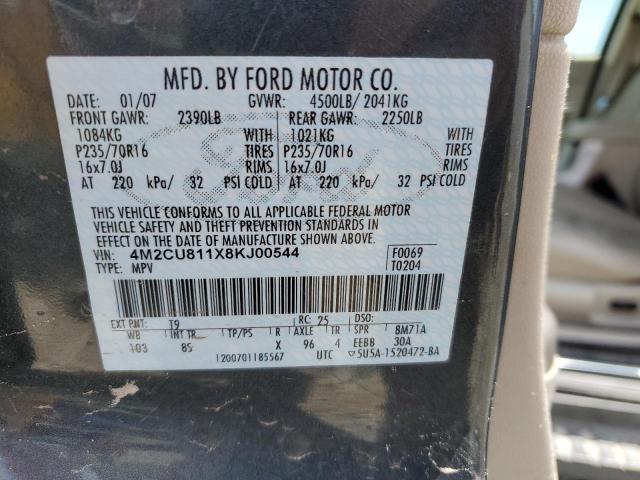 MFD. BY FORD MOTOR CO.
DATE: 01/07 GVWR: 4500LB/ 2041KG
FRONT GAWR: 2390LB REAR GAWR: 2250LB
1084KG WITH 1021KG WITH
P235/70R16 TIRES P235/70R16 TIRES
16x7.0J RIMS 16x7.0J RIMS
AT 220 kPa/ 32 PSI COLD AT 220 kPa/ 32 PSI COLD
THIS VEHICLE CONFORMS TO ALL APPLICABLE FEDERAL MOTOR
VEHICLE SAFETY AND THEFT PREVENTION STANDARDS IN
EFFECT ON THE DATE OF MANUFACTURE SHOWN ABOVE.
VIN: 4M2CU811X8KJ00544 F0069
TYPE: MPV T0204
EXT PNT: T9 RC: 25 DSO:
WB INT TR TP/PS R AXLE TR SPR 8M71A
103 85 X 96 4 EEBB 30A
1200701185567 UTC 5U5A-1520472-BA
Ford